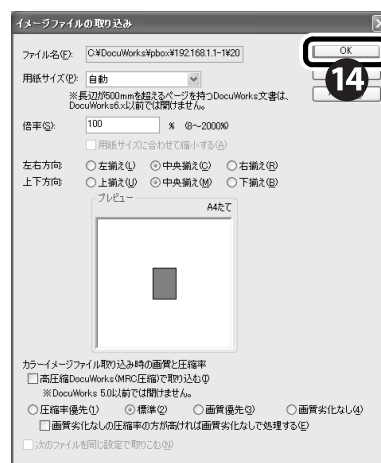 イメージファイルの取り込み
ファイル名(F): C:¥DocuWorks¥pbox¥192.168.1.1-1¥20
OK
14
用紙サイズ(P): 自動
※長辺が500mmを超えるページを持つDocuWorks文書は、
DocuWorks6.x以前では開けません。
倍率(S): 100 % (8～2000%)
用紙サイズに合わせて縮小する(A)
左右方向: 左揃え(L) 中央揃え(C) 右揃え(R)
上下方向: 上揃え(U) 中央揃え(M) 下揃え(B)
プレビュー
A4たて
カラーイメージファイル取り込み時の画質と圧縮率
高圧縮DocuWorks(MRC圧縮)で取り込む(I)
※DocuWorks 5.0以前では開けません。
圧縮率優先(1) 標準(2) 画質優先(3) 画質劣化なし(4)
画質劣化なしの圧縮率の方が高ければ画質劣化なしで処理する(E)
次のファイルを同じ設定で取りこむ(N)